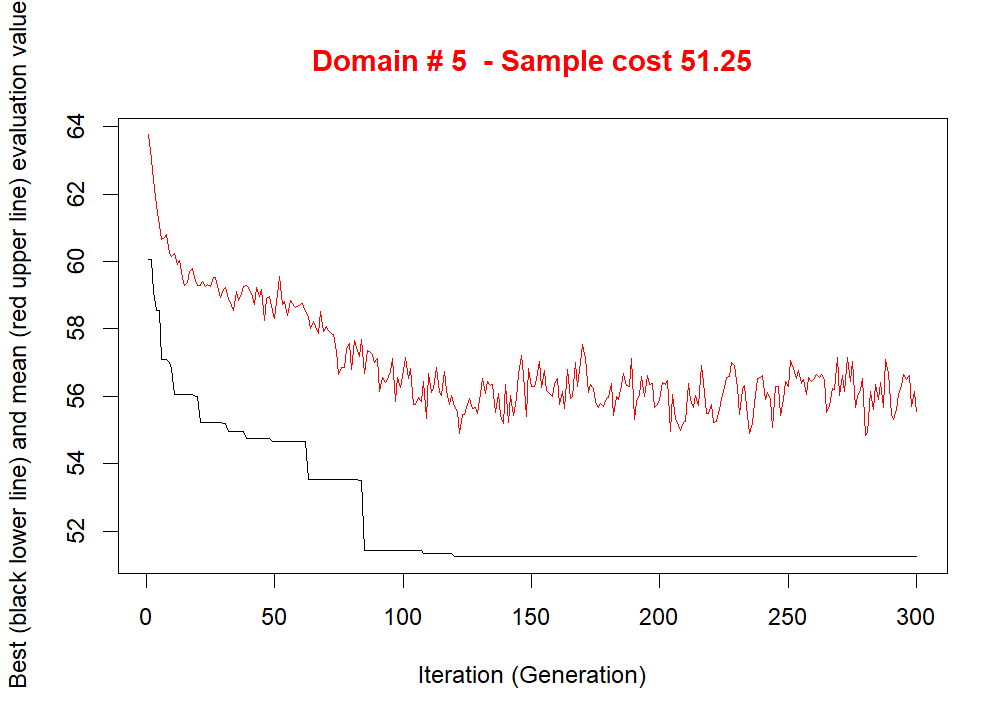 Domain # 5  - Sample cost 51.25
Best (black lower line) and mean (red upper line) evaluation value
64
62
60
58
56
54
52
0 50 100 150 200 250 300
Iteration (Generation)